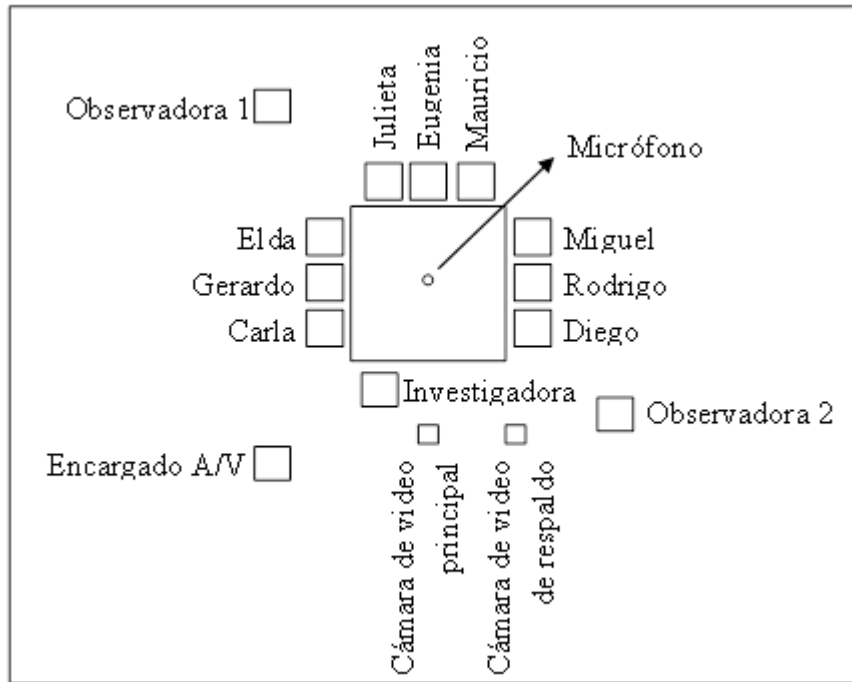 Observadora 1
Julieta
Eugenia
Mauricio
Micrófono
Elda
Gerardo
Carla
Miguel
Rodrigo
Diego
Investigadora
Observadora 2
Encargado A/V
Cámara de video
principal
Cámara de video
de respaldo